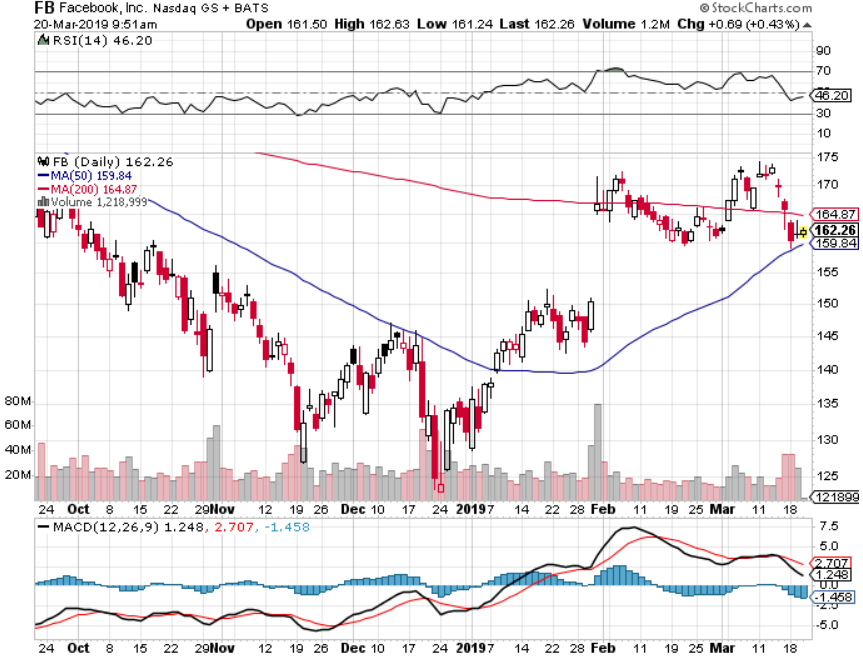 FB Facebook, Inc. Nasdaq GS + BATS © StockCharts.com
20-Mar-2019 9:51am Open 161.50 High 162.63 Low 161.24 Last 162.26 Volume 1.2M Chg +0.69 (+0.43%)
RSI(14) 46.20
90
70
46.20
30
10
FB (Daily) 162.26
MA(50) 159.84
MA(200) 164.87
Volume 1,218,999
175
170
164.87
162.26
159.84
155
150
145
140
135
130
125
1218999
80M
60M
40M
20M
24 Oct 8 15 22 29 Nov 12 19 26 Dec 10 17 24 2019 7 14 22 28 Feb 11 19 25 Mar 11 18
MACD(12,26,9) 1.248, 2.707, -1.458
7.5
5.0
2.707
1.248
0.0
-1.458
-2.5
-5.0
24 Oct 8 15 22 29 Nov 12 19 26 Dec 10 17 24 2019 7 14 22 28 Feb 11 19 25 Mar 11 18